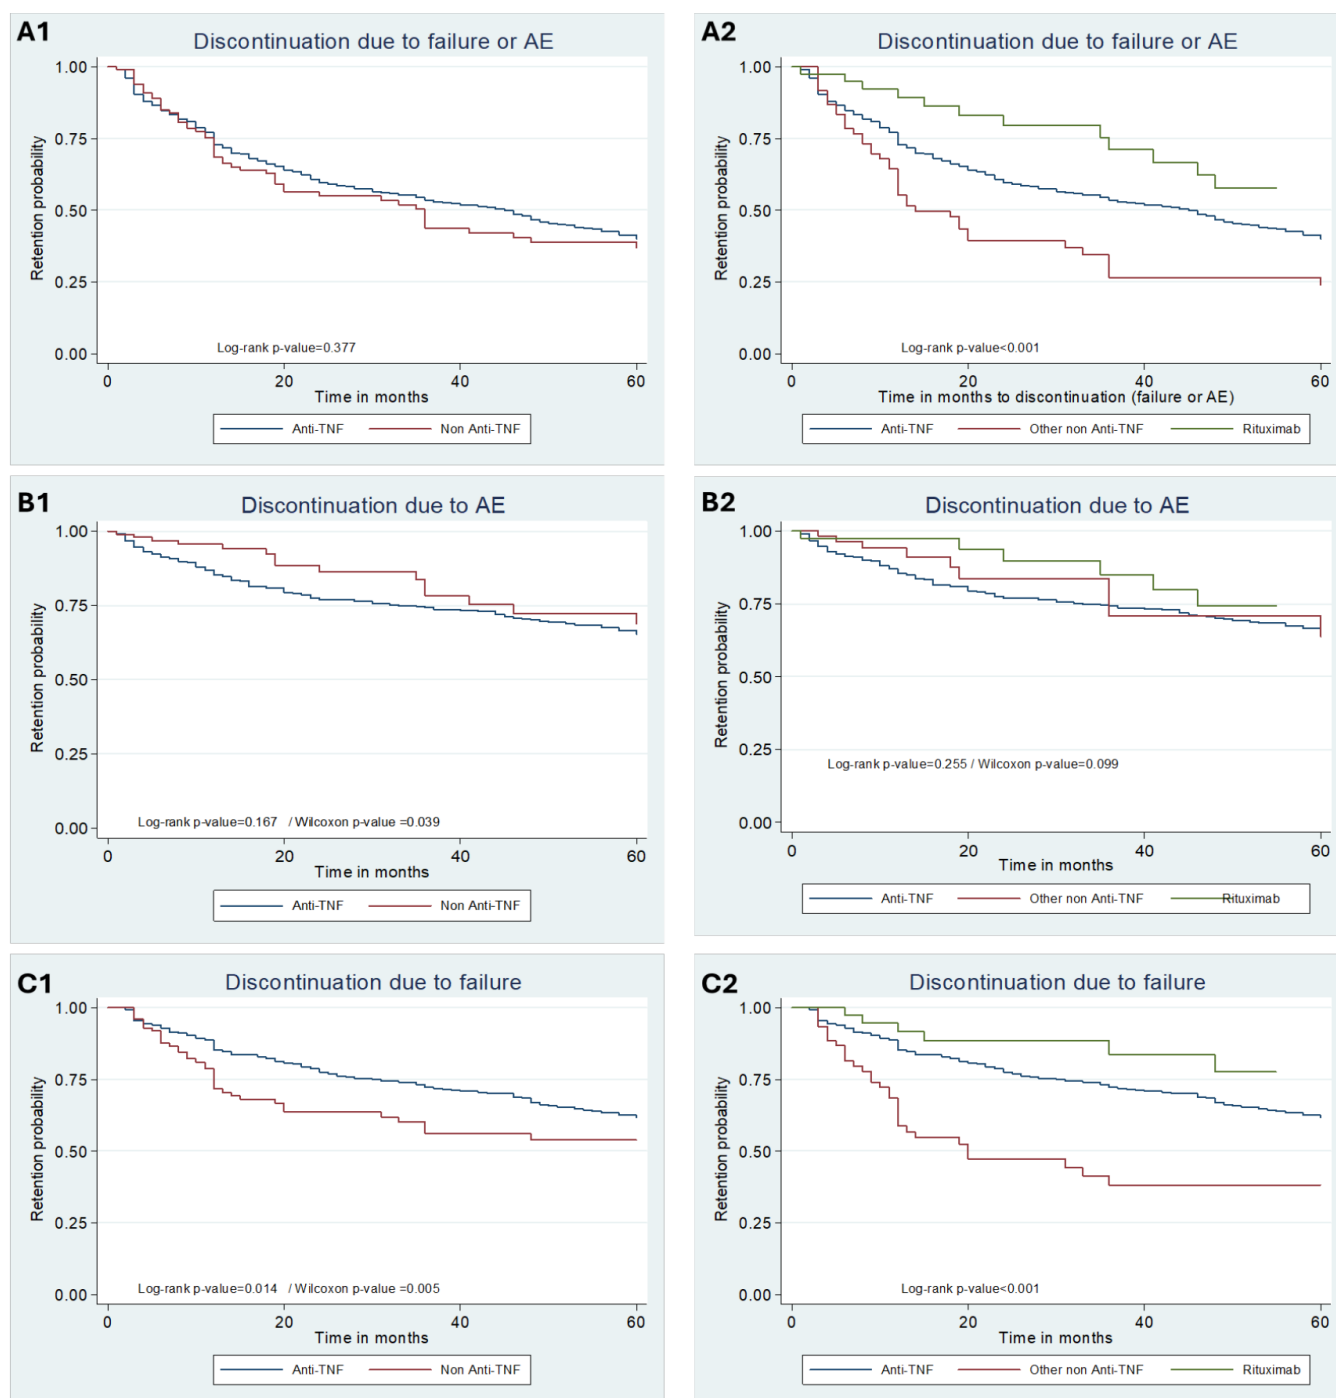 A1
Discontinuation due to failure or AE
Retention probability
1.00
0.75
0.50
0.25
0.00
Log-rank p-value=0.377
0 20 40 60
Time in months
Anti-TNF Non Anti-TNF
A2
Discontinuation due to failure or AE
Retention probability
1.00
0.75
0.50
0.25
0.00
Log-rank p-value<0.001
0 20 40 60
Time in months to discontinuation (failure or AE)
Anti-TNF Other non Anti-TNF Rituximab
B1
Discontinuation due to AE
Retention probability
1.00
0.75
0.50
0.25
0.00
Log-rank p-value=0.167 / Wilcoxon p-value =0.039
0 20 40 60
Time in months
Anti-TNF Non Anti-TNF
B2
Discontinuation due to AE
Retention probability
1.00
0.75
0.50
0.25
0.00
Log-rank p-value=0.255 / Wilcoxon p-value=0.099
0 20 40 60
Time in months
Anti-TNF Other non Anti-TNF Rituximab
C1
Discontinuation due to failure
Retention probability
1.00
0.75
0.50
0.25
0.00
Log-rank p-value=0.014 / Wilcoxon p-value =0.005
0 20 40 60
Time in months
Anti-TNF Non Anti-TNF
C2
Discontinuation due to failure
Retention probability
1.00
0.75
0.50
0.25
0.00
Log-rank p-value<0.001
0 20 40 60
Time in months
Anti-TNF Other non Anti-TNF Rituximab